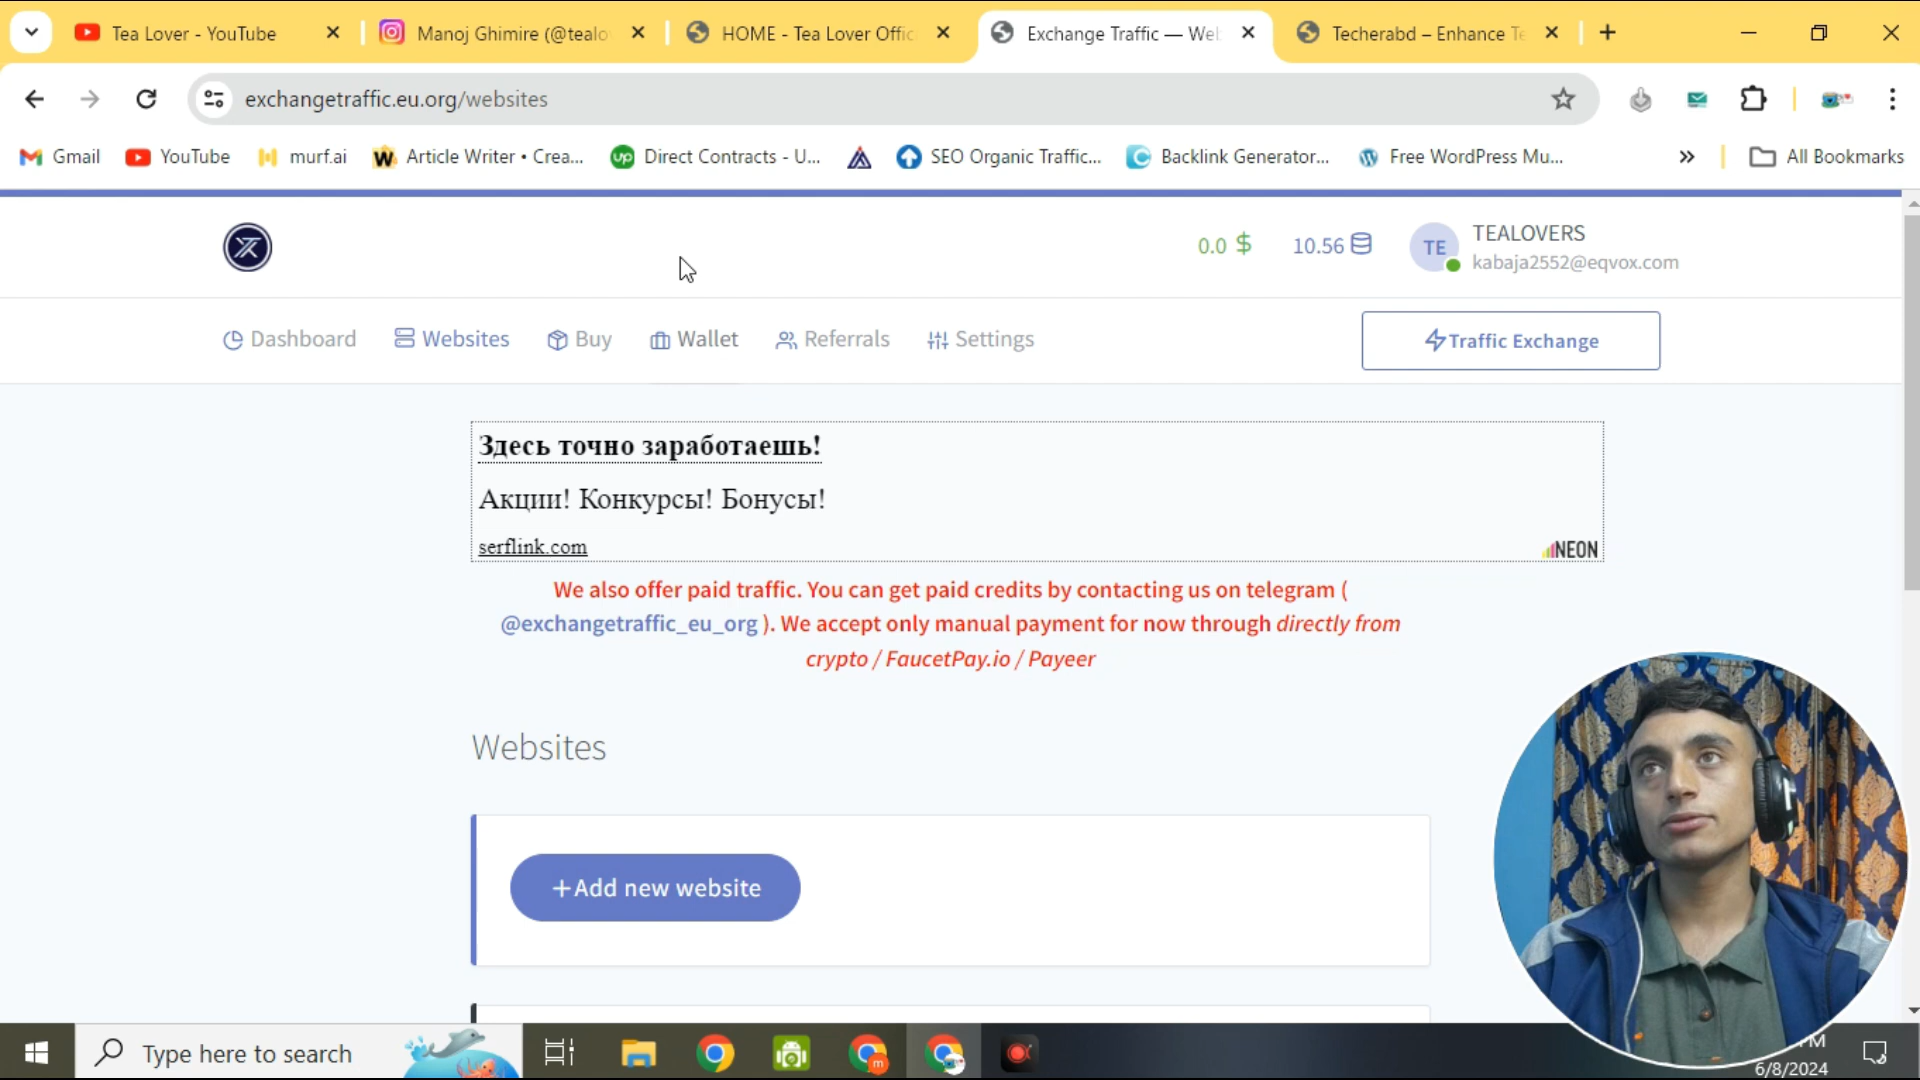 Tea Lover - YouTube
Manoj Ghimire (@tealo
HOME - Tea Lover Offic
Exchange Traffic — Wel
Techerabd – Enhance Te
exchangetraffic.eu.org/websites
Gmail
YouTube
murf.ai
Article Writer • Crea...
Direct Contracts - U...
SEO Organic Traffic...
Backlink Generator...
Free WordPress Mu...
All Bookmarks
0.0 $
10.56
TE
TEALOVERS
kabaja2552@eqvox.com
Dashboard
Websites
Buy
Wallet
Referrals
Settings
Traffic Exchange
Здесь точно заработаешь!
Акции! Конкурсы! Бонусы!
serflink.com
NEON
We also offer paid traffic. You can get paid credits by contacting us on telegram (
@exchangetraffic_eu_org ). We accept only manual payment for now through directly from
crypto / FaucetPay.io / Payeer
Websites
+Add new website
Type here to search
PM
6/8/2024